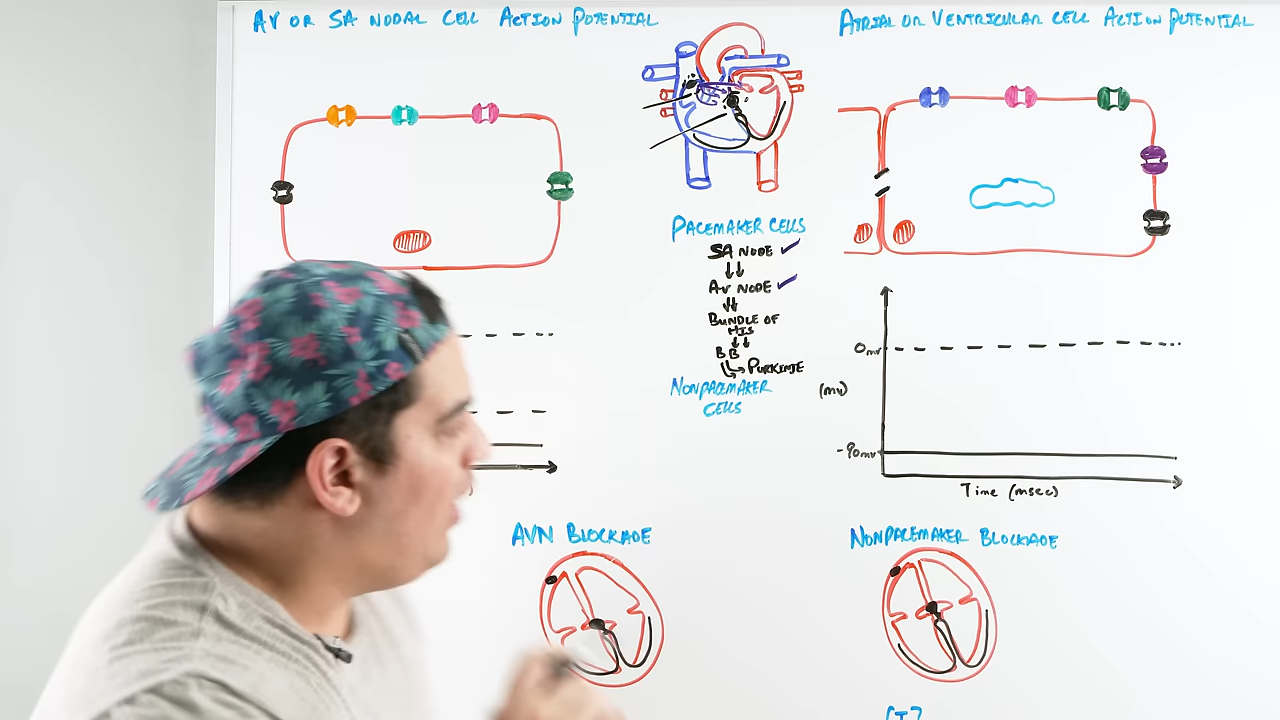 AV OR SA NODAL CELL ACTION POTENTIAL
ATRIAL OR VENTRICULAR CELL ACTION POTENTIAL
PACEMAKER CELLS
SA NODE
AV NODE
BUNDLE OF
HIS
BB
PURKINJE
NONPACEMAKER
CELLS
0mv
(mv)
-90mv
Time (msec)
AVN BLOCKADE
NONPACEMAKER BLOCKADE